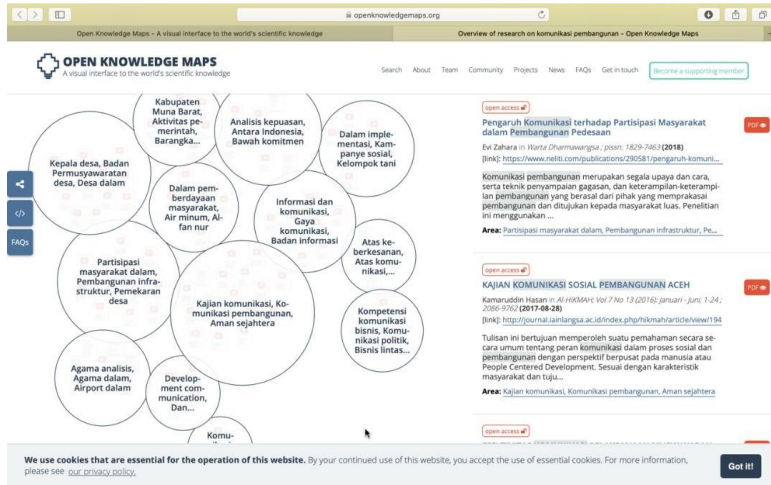 openknowledgemaps.org
Open Knowledge Maps - A visual interface to the world's scientific knowledge
Overview of research on komunikasi pembangunan - Open Knowledge Maps
OPEN KNOWLEDGE MAPS
A visual interface to the world's scientific knowledge
Search About Team Community Projects News FAQs Get in touch Become a supporting member
FAQs
Kabupaten
Muna Barat,
Aktivitas pe-
merintah,
Barangka...
Analisis kepuasan,
Antara Indonesia,
Bawah komitmen
Dalam imple-
mentasi, Kam-
panye sosial,
Kelompok tani
Kepala desa, Badan
Permusyawaratan
desa, Desa dalam
Dalam pem-
berdayaan
masyarakat,
Air minum, Al-
fan nur
Informasi dan
komunikasi,
Gaya
komunikasi,
Badan informasi
Atas ke-
berkesanan,
Atas komu-
nikasi,...
Partisipasi
masyarakat dalam,
Pembangunan infra-
struktur, Pemekaran
desa
Kajian komunikasi, Ko-
munikasi pembangunan,
Aman sejahtera
Kompetensi
komunikasi
bisnis, Komu-
nikasi politik,
Bisnis lintas...
Agama analisis,
Agama dalam,
Airport dalam
Develop-
ment com-
munication,
Dan...
Komu-
open access
Pengaruh Komunikasi terhadap Partisipasi Masyarakat
dalam Pembangunan Pedesaan
PDF
Evi Zahara in Warta Dharmawangsa ; pissn: 1829-7463 (2018)
[link]: https://www.neliti.com/publications/290581/pengaruh-komuni...
Komunikasi pembangunan merupakan segala upaya dan cara,
serta teknik penyampaian gagasan, dan keterampilan-keterampi-
lan pembangunan yang berasal dari pihak yang memprakasai
pembangunan dan ditujukan kepada masyarakat luas. Penelitian
ini menggunakan ...
Area: Partisipasi masyarakat dalam, Pembangunan infrastruktur, Pe...
open access
KAJIAN KOMUNIKASI SOSIAL PEMBANGUNAN ACEH
PDF
Kamaruddin Hasan in Al-HIKMAH; Vol 7 No 13 (2016): Januari - Juni; 1-24 ;
2086-9762 (2017-08-28)
[link]: http://journal.iainlangsa.ac.id/index.php/hikmah/article/view/194
Tulisan ini bertujuan memperoleh suatu pemahaman secara se-
cara umum tentang peran komunikasi dalam proses sosial dan
pembangunan dengan perspektif berpusat pada manusia atau
People Centered Development. Sesuai dengan karakteristik
masyarakat dan tuju...
Area: Kajian komunikasi, Komunikasi pembangunan, Aman sejahtera
open access
We use cookies that are essential for the operation of this website. By your continued use of this website, you accept the use of essential cookies. For more information,
please see our privacy policy.
Got it!